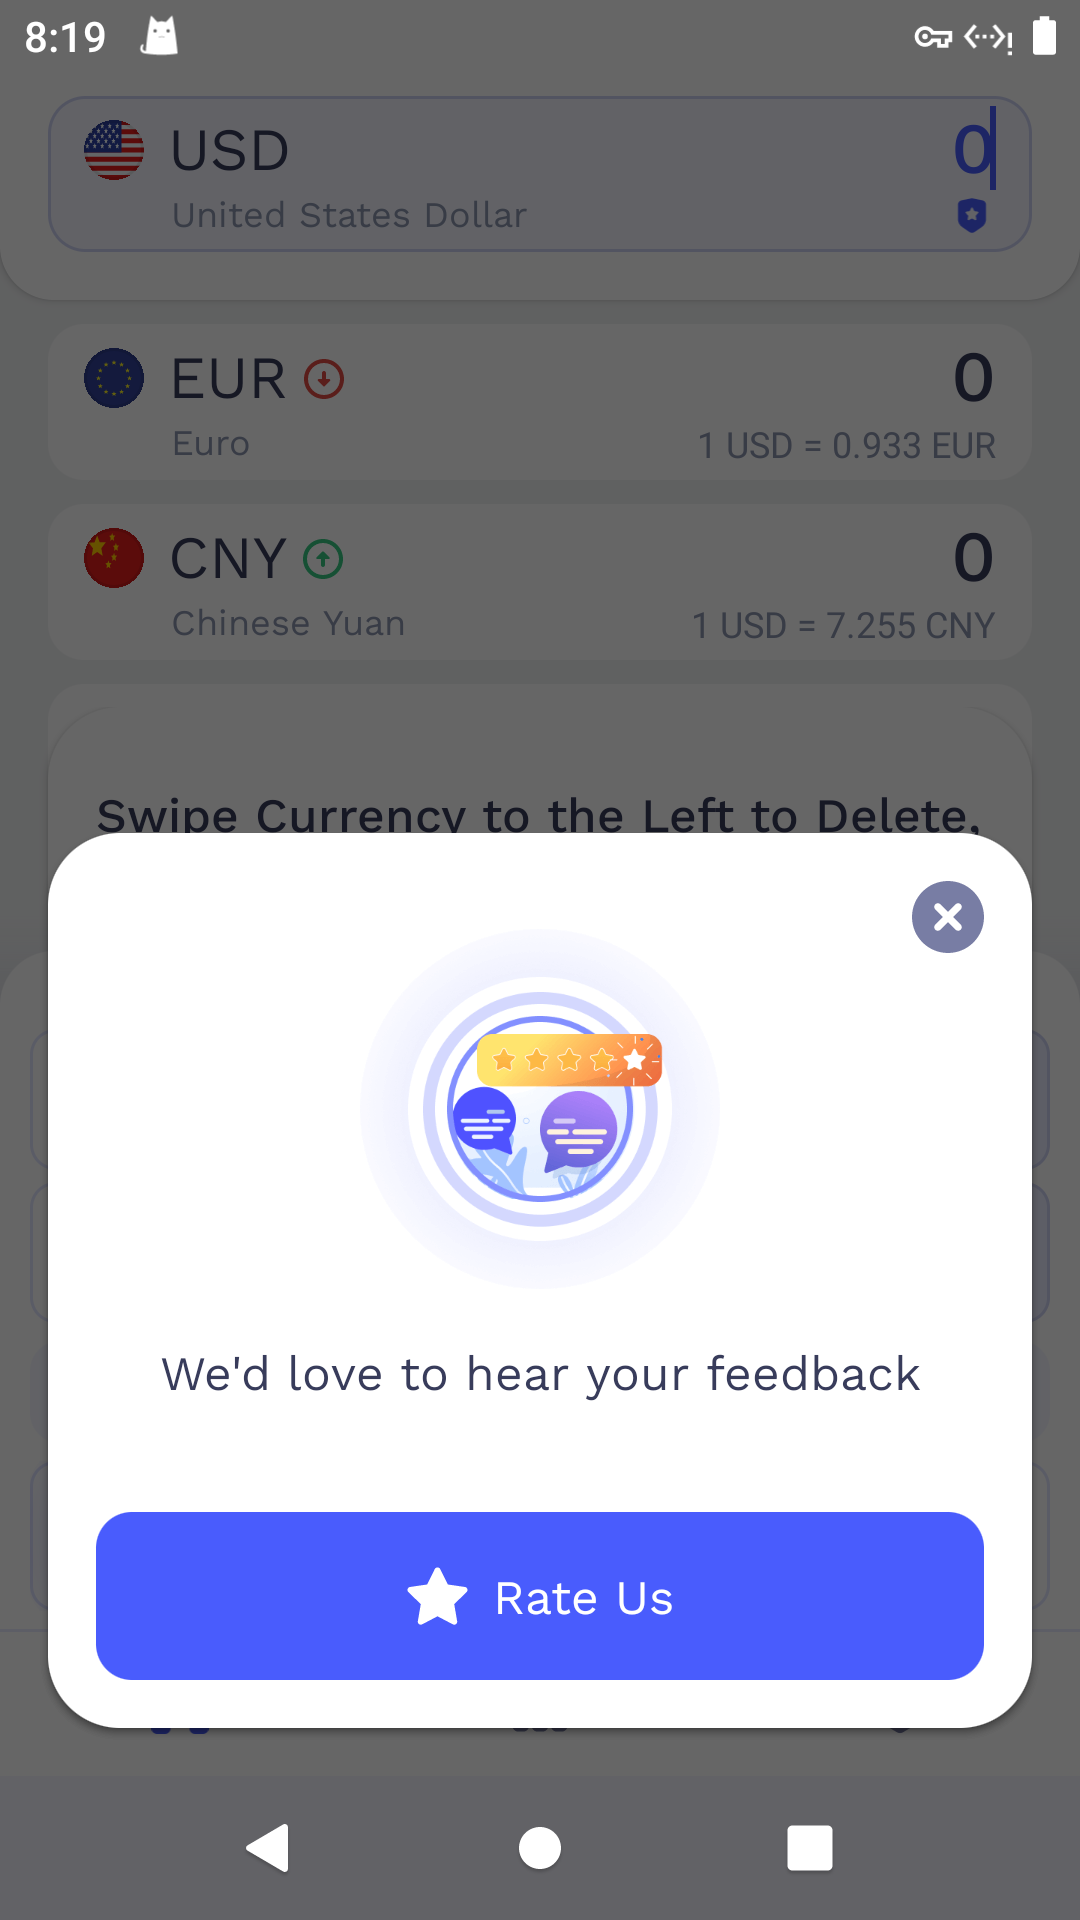 8:19
USD
0
United States Dollar
EUR
0
Euro
1 USD = 0.933 EUR
CNY
0
Chinese Yuan
1 USD = 7.255 CNY
Swipe Currency to the Left to Delete,
We'd love to hear your feedback
Rate Us